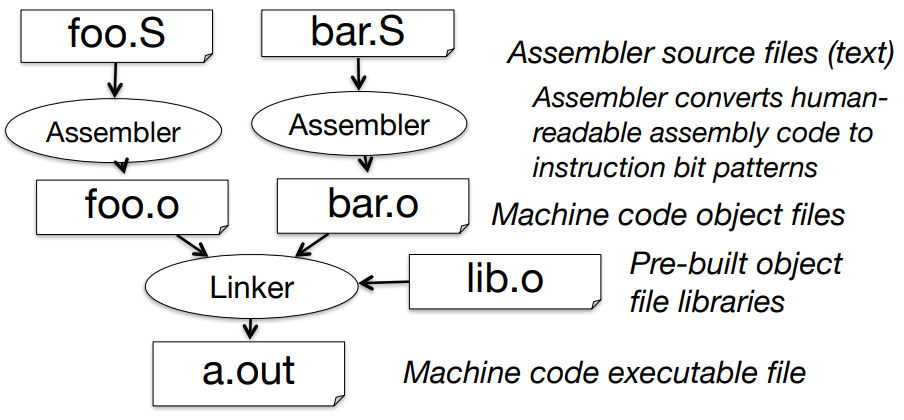 foo.S
bar.S
Assembler source files (text)
Assembler
Assembler
Assembler converts human-
readable assembly code to
instruction bit patterns
foo.o
bar.o
Machine code object files
Linker
lib.o
Pre-built object
file libraries
a.out
Machine code executable file